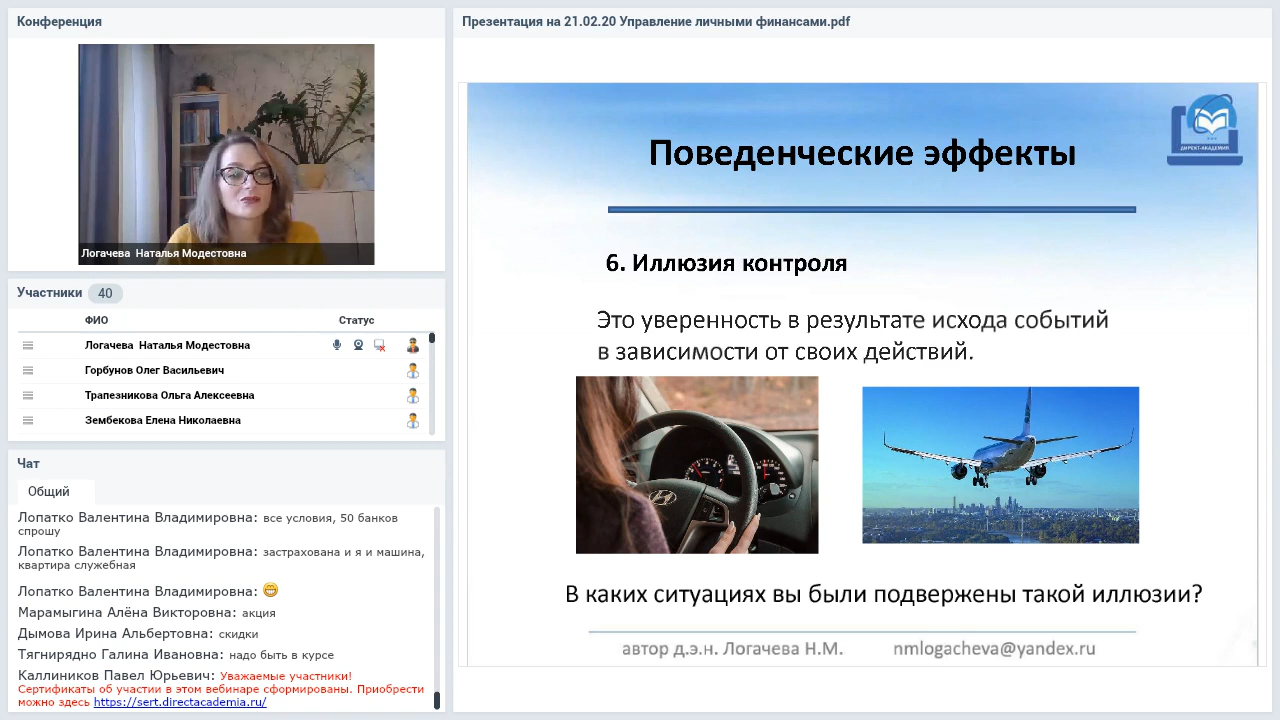 Конференция
Логачева Наталья Модестовна
Участники 40
ФИО Статус
Логачева Наталья Модестовна
Горбунов Олег Васильевич
Трапезникова Ольга Алексеевна
Зембекова Елена Николаевна
Чат
Общий
Лопатко Валентина Владимировна: все условия, 50 банков
спрошу
Лопатко Валентина Владимировна: застрахована и я и машина,
квартира служебная
Лопатко Валентина Владимировна:
Марамыгина Алёна Викторовна: акция
Дымова Ирина Альбертовна: скидки
Тягнирядно Галина Ивановна: надо быть в курсе
Каллиников Павел Юрьевич: Уважаемые участники!
Сертификаты об участии в этом вебинаре сформированы. Приобрести
можно здесь https://sert.directacademia.ru/
Презентация на 21.02.20 Управление личными финансами.pdf
ДИРЕКТ-АКАДЕМИЯ
Поведенческие эффекты
6. Иллюзия контроля
Это уверенность в результате исхода событий
в зависимости от своих действий.
В каких ситуациях вы были подвержены такой иллюзии?
автор д.э.н. Логачева Н.М. nmlogacheva@yandex.ru